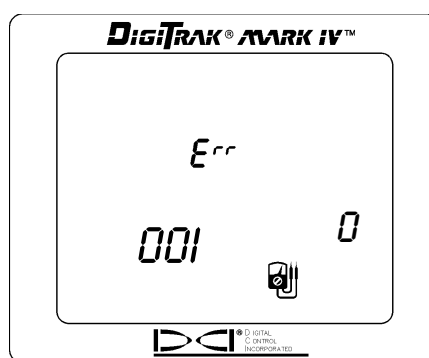 DIGITRAK® MARK IV™
Err
001 0
® DIGITAL
CONTROL
INCORPORATED